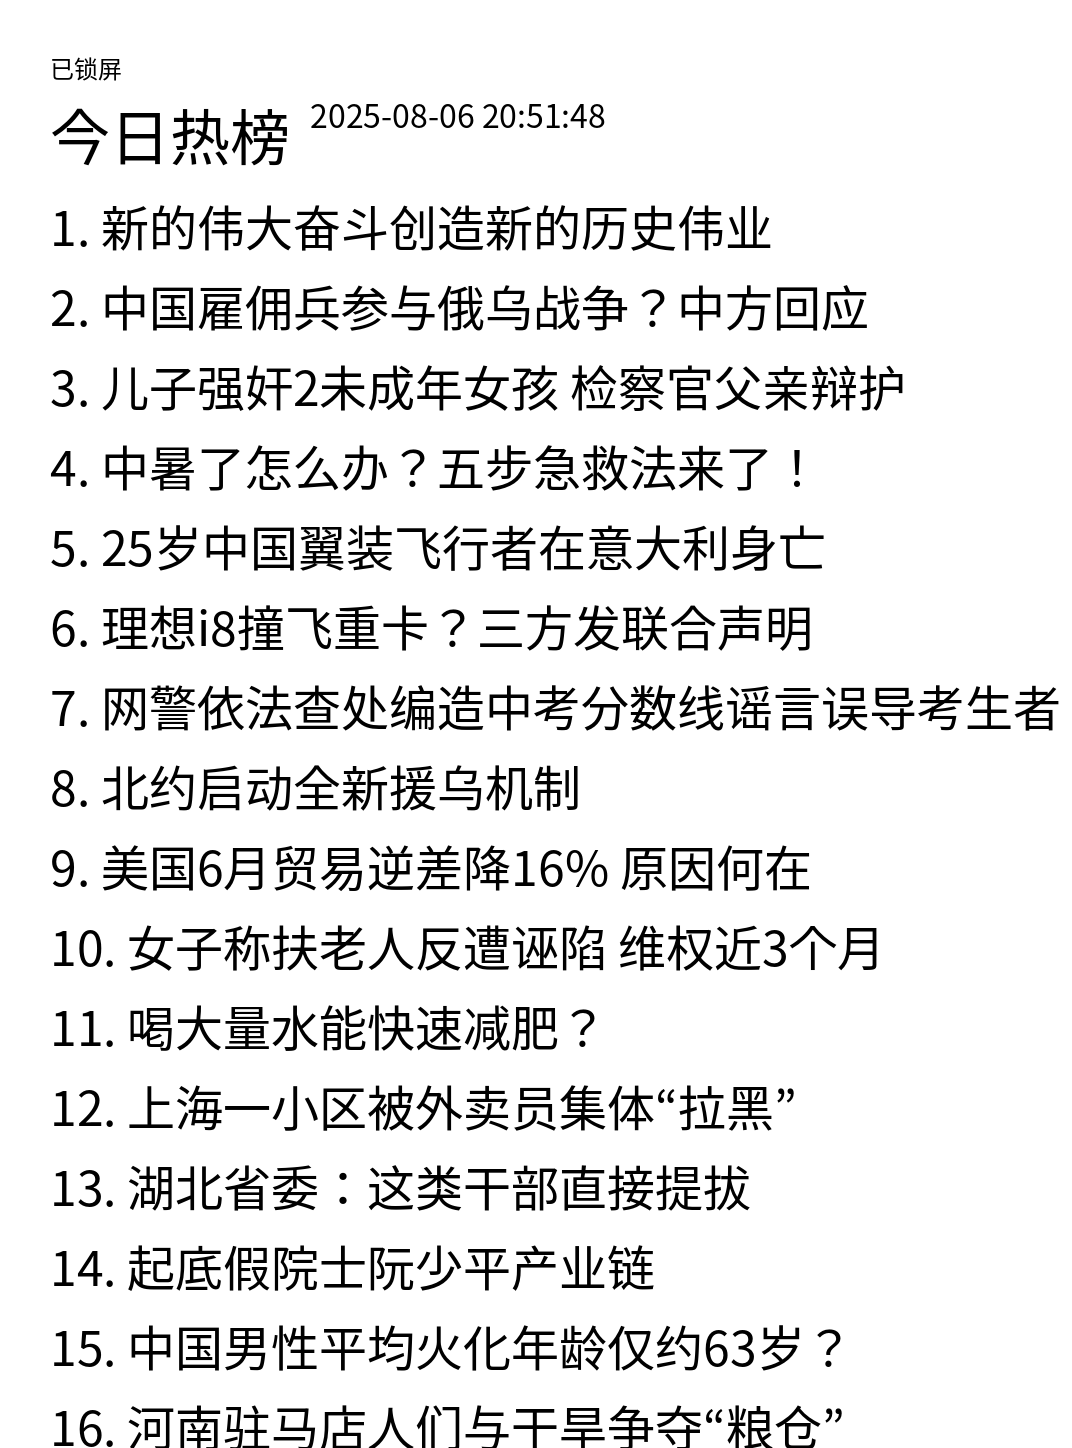 已锁屏
今日热榜 2025-08-06 20:51:48
1. 新的伟大奋斗创造新的历史伟业
2. 中国雇佣兵参与俄乌战争？中方回应
3. 儿子强奸2未成年女孩 检察官父亲辩护
4. 中暑了怎么办？五步急救法来了！
5. 25岁中国翼装飞行者在意大利身亡
6. 理想i8撞飞重卡？三方发联合声明
7. 网警依法查处编造中考分数线谣言误导考生者
8. 北约启动全新援乌机制
9. 美国6月贸易逆差降16% 原因何在
10. 女子称扶老人反遭诬陷 维权近3个月
11. 喝大量水能快速减肥？
12. 上海一小区被外卖员集体“拉黑”
13. 湖北省委：这类干部直接提拔
14. 起底假院士阮少平产业链
15. 中国男性平均火化年龄仅约63岁？
16. 河南驻马店人们与干旱争夺“粮仓”